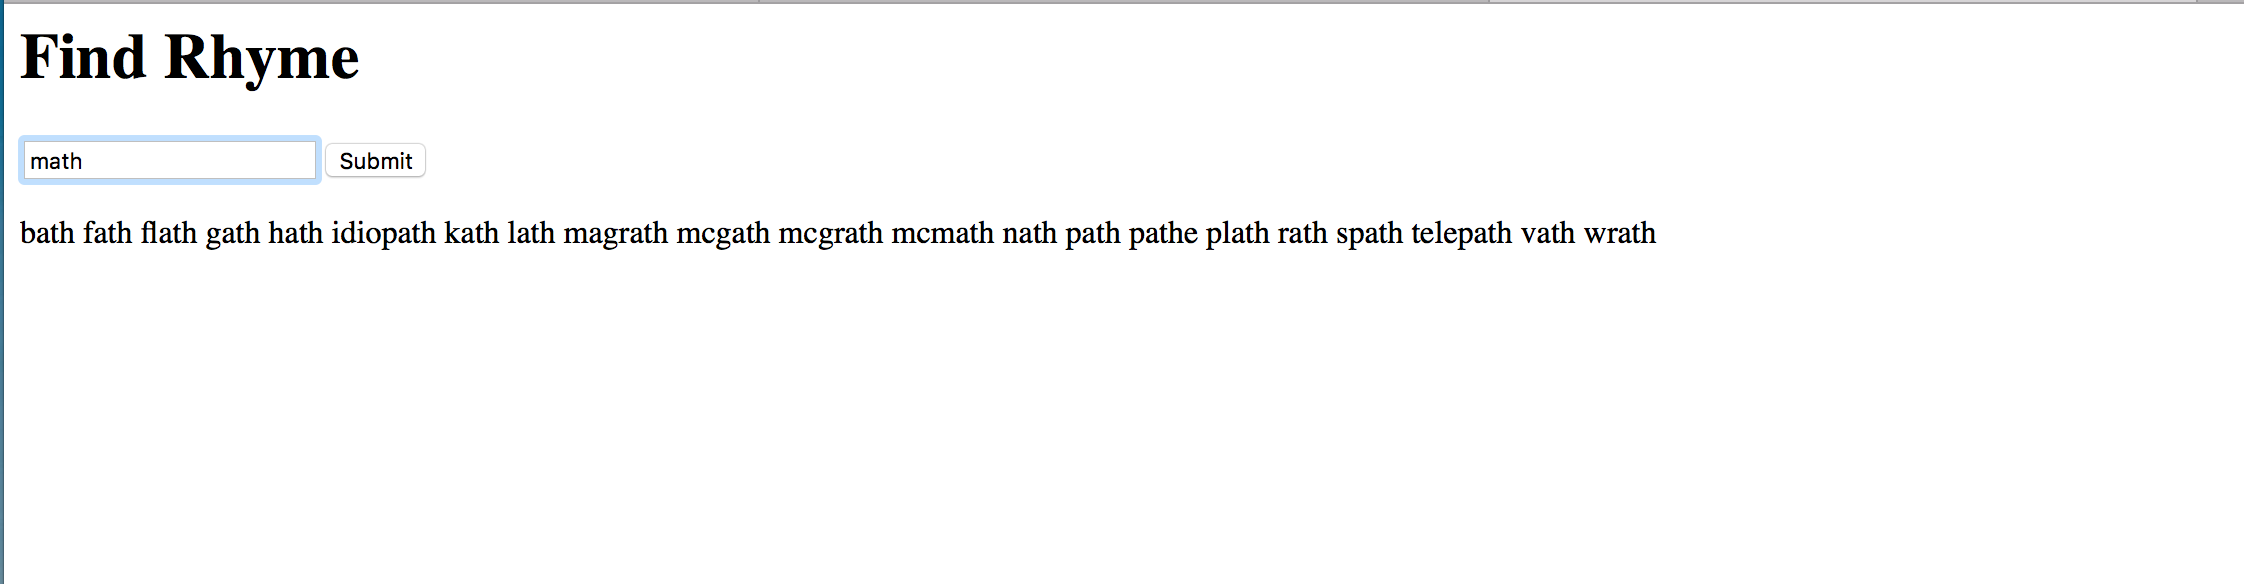 Find Rhyme
math Submit
bath fath flath gath hath idiopath kath lath magrath mcgath mcgrath mcmath nath path pathe plath rath spath telepath vath wrath